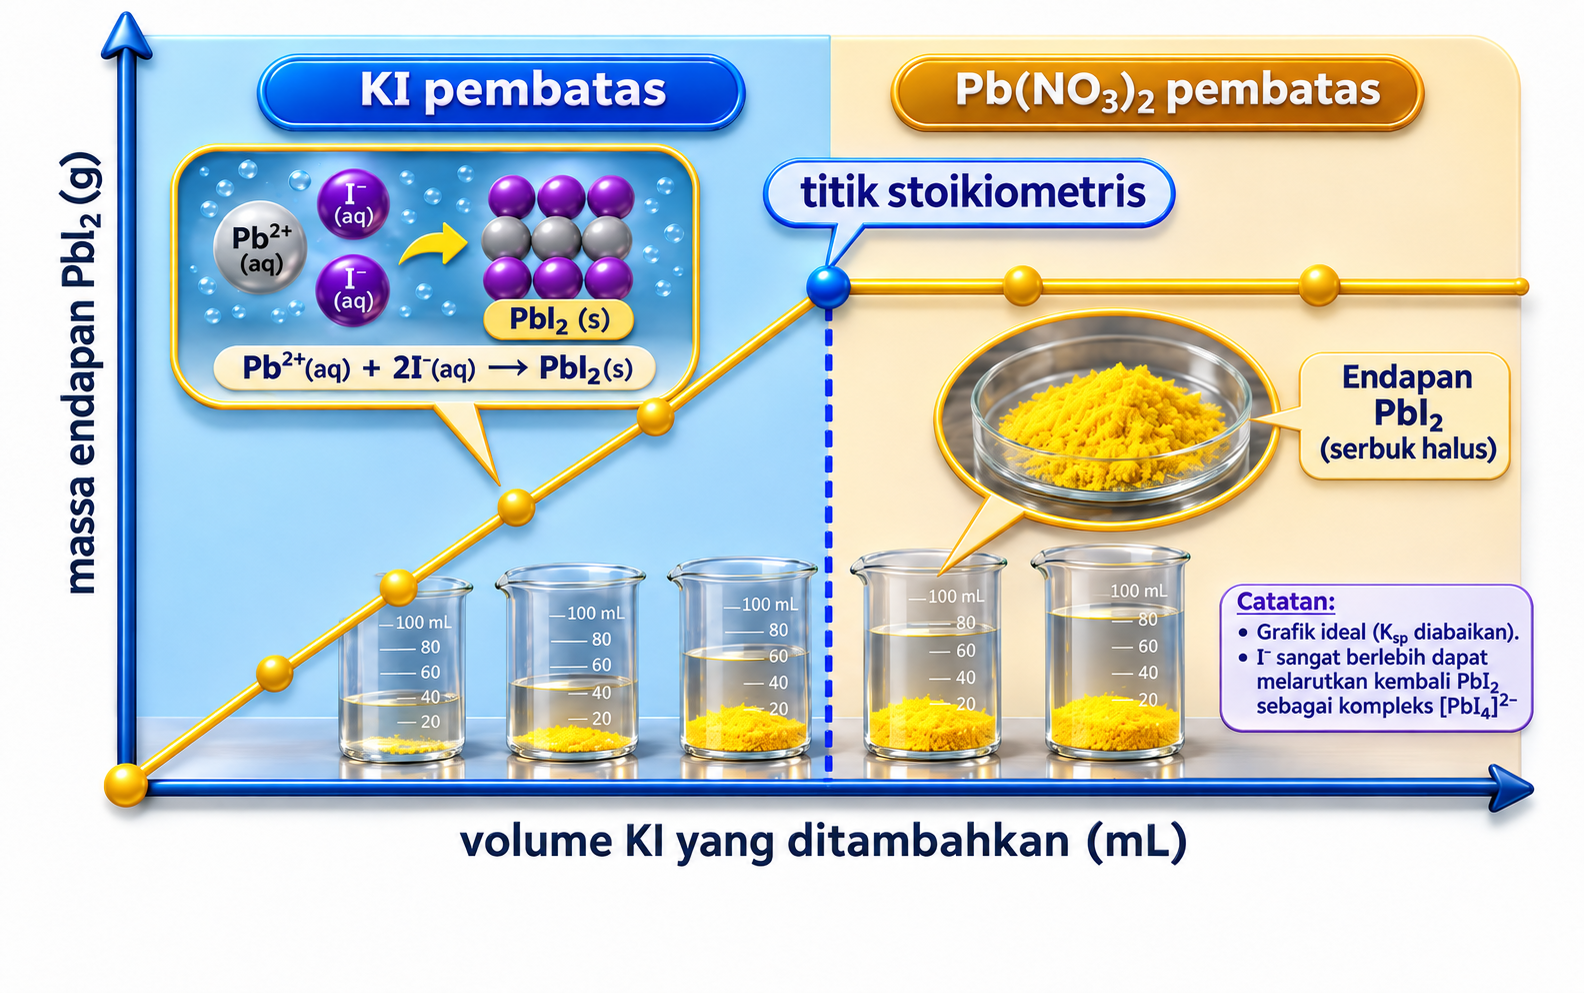 KI pembatas
Pb(NO₃)₂ pembatas
titik stoikiometris
massa endapan PbI₂ (g)
Pb²⁺
(aq)
I⁻
(aq)
I⁻
(aq)
PbI₂ (s)
Pb²⁺(aq) + 2I⁻(aq) → PbI₂(s)
Endapan
PbI₂
(serbuk halus)
100 mL
80
60
40
20
100 mL
80
60
40
20
100 mL
80
60
40
20
100 mL
80
60
40
20
100 mL
80
60
40
20
Catatan:
• Grafik ideal (Kₛₚ diabaikan).
• I⁻ sangat berlebih dapat
melarutkan kembali PbI₂
sebagai kompleks [PbI₄]²⁻
volume KI yang ditambahkan (mL)